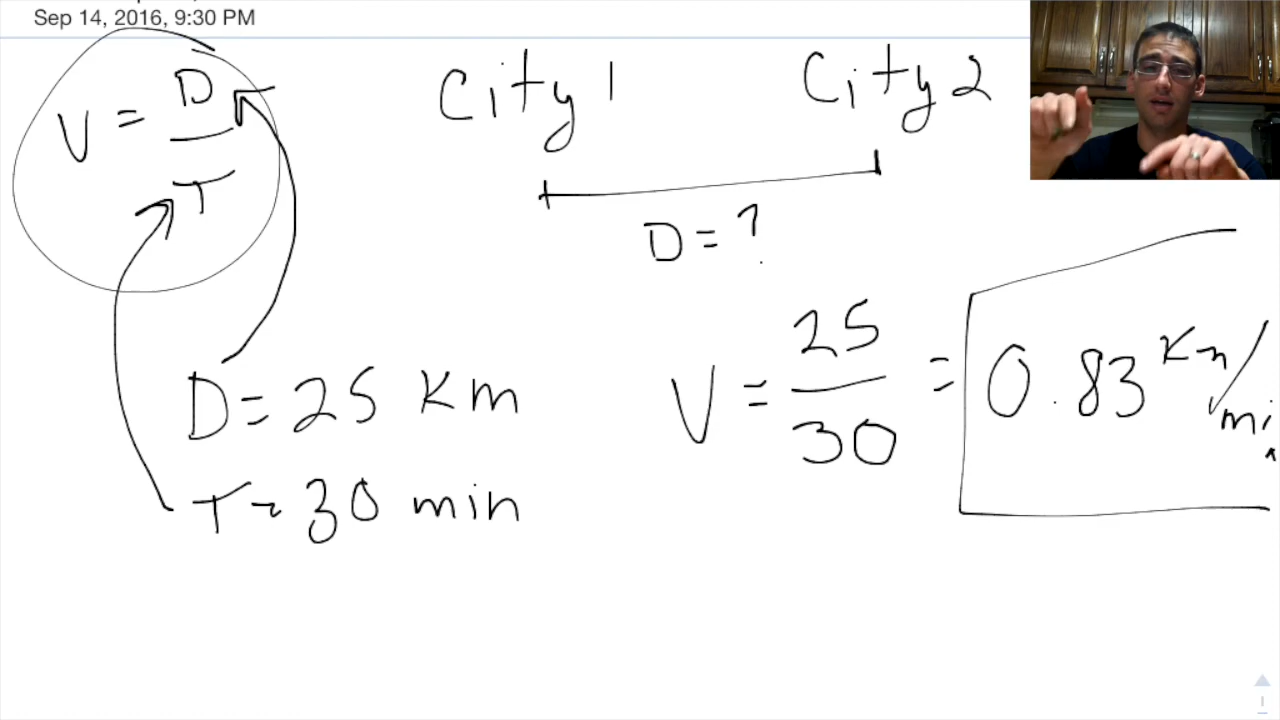 Sep 14, 2016, 9:30 PM
V = D/T
City 1
City 2
D = ?
V = 25/30 = 0.83 Km/mi
D = 25 Km
T = 30 min